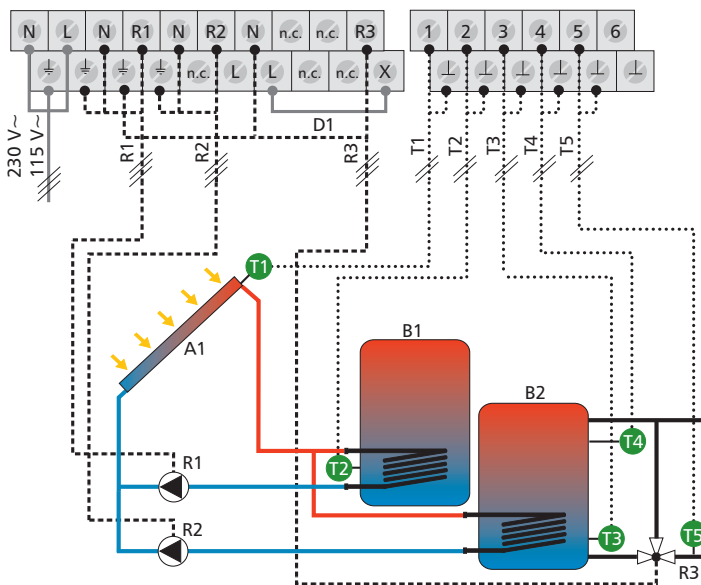 N L N R1 N R2 N n.c. n.c. R3
n.c. L L n.c. n.c. X
1 2 3 4 5 6
230 V~
115 V~
D1
R1
R2
R3
T1
T2
T3
T4
T5
T1
A1
B1
B2
R1
T2
T4
R2
T3
T5
R3